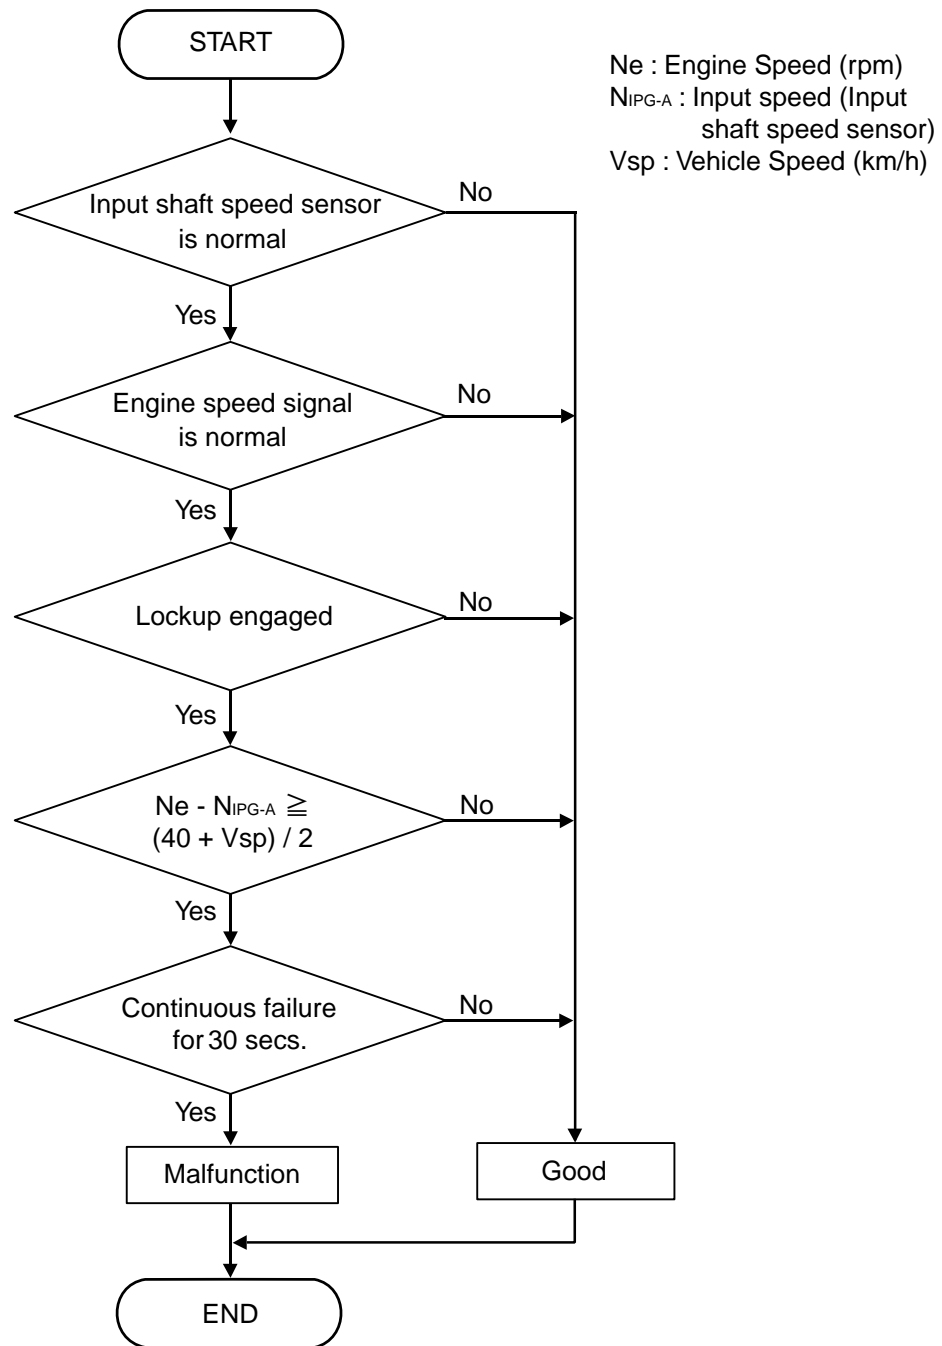 START
Ne : Engine Speed (rpm)
NIPG-A : Input speed (Input
shaft speed sensor)
Vsp : Vehicle Speed (km/h)
Input shaft speed sensor
is normal
No
Yes
Engine speed signal
is normal
No
Yes
Lockup engaged
No
Yes
Ne - NIPG-A ≧
(40 + Vsp) / 2
No
Yes
Continuous failure
for 30 secs.
No
Yes
Malfunction
Good
END